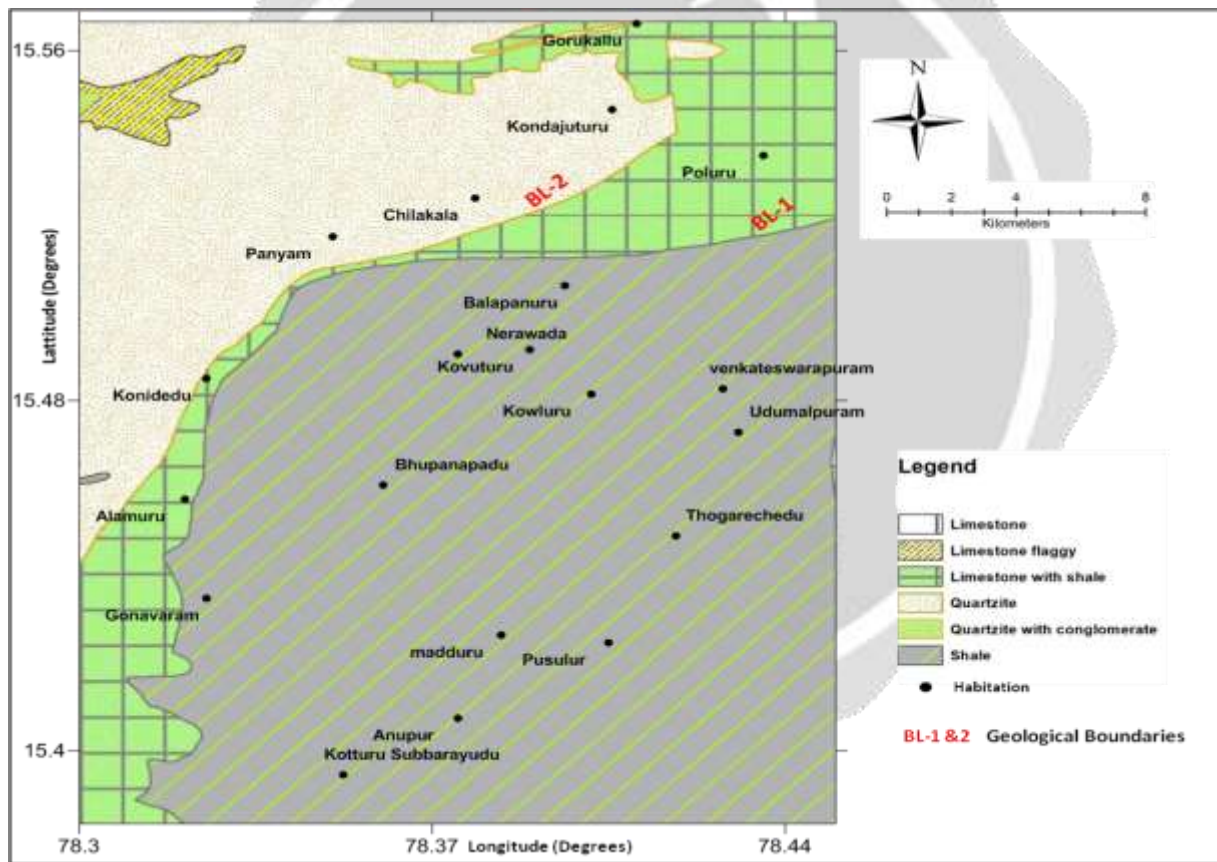 15.56
Gorukallu
N
Kondajuturu
Poluru
BL-2
0 2 4 6 8
Kilometers
Chilakala
BL-1
Panyam
Lattitude (Degrees)
Balapanuru
Nerawada
Kovuturu
venkateswarapuram
Konidedu
15.48
Kowluru
Udumalpuram
Bhupanapadu
Alamuru
Thogarechedu
Gonavaram
madduru
Pusulur
Anupur
Kotturu Subbarayudu
15.4
78.3
78.37
Longitude (Degrees)
78.44
Legend
Limestone
Limestone flaggy
Limestone with shale
Quartzite
Quartzite with conglomerate
Shale
Habitation
BL-1 &2 Geological Boundaries